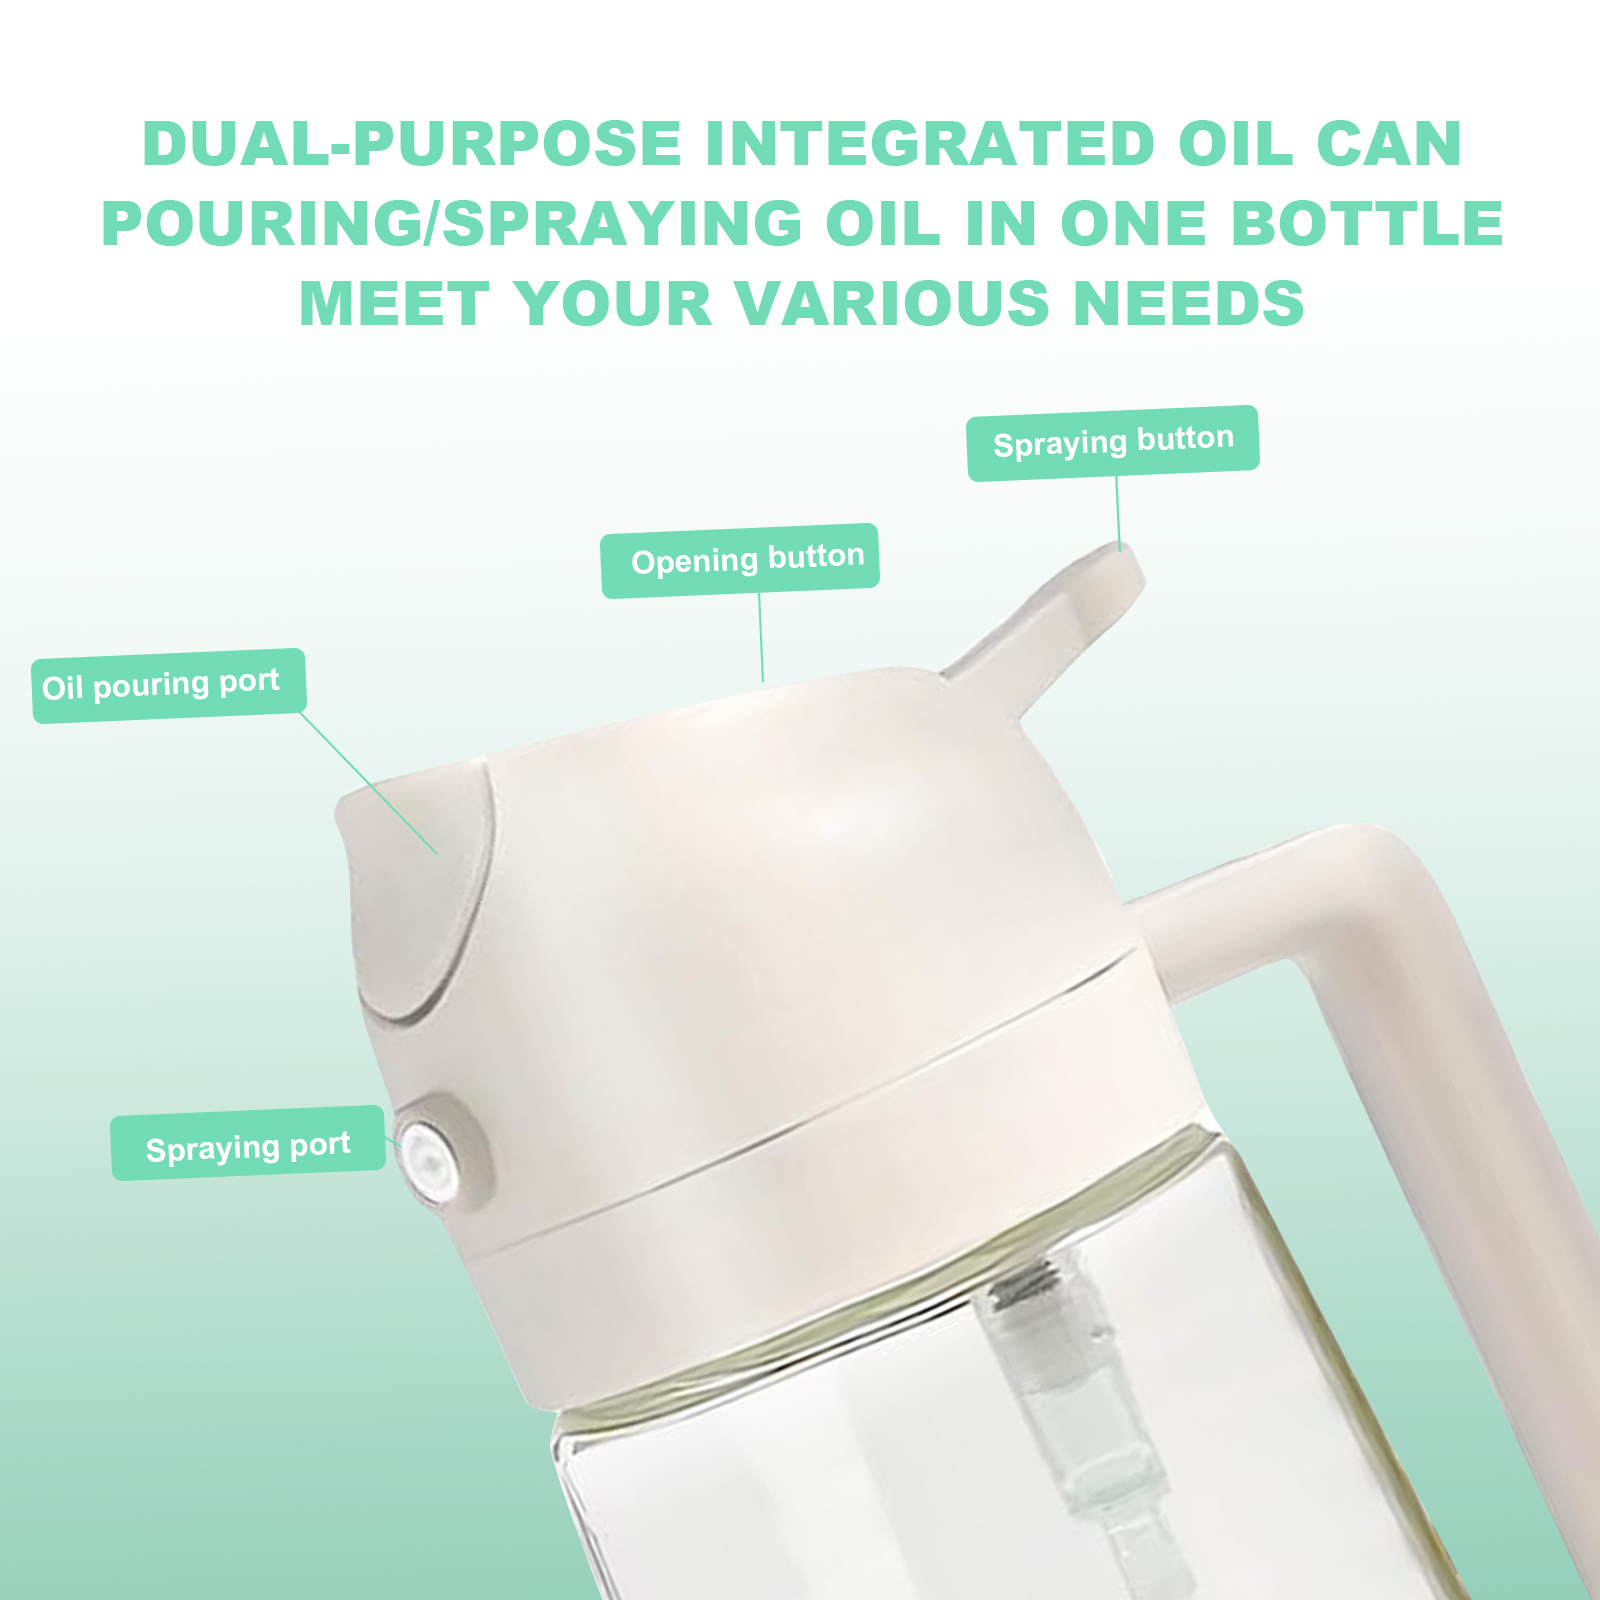 DUAL-PURPOSE INTEGRATED OIL CAN
POURING/SPRAYING OIL IN ONE BOTTLE
MEET YOUR VARIOUS NEEDS
Spraying button
Opening button
Oil pouring port
Spraying port